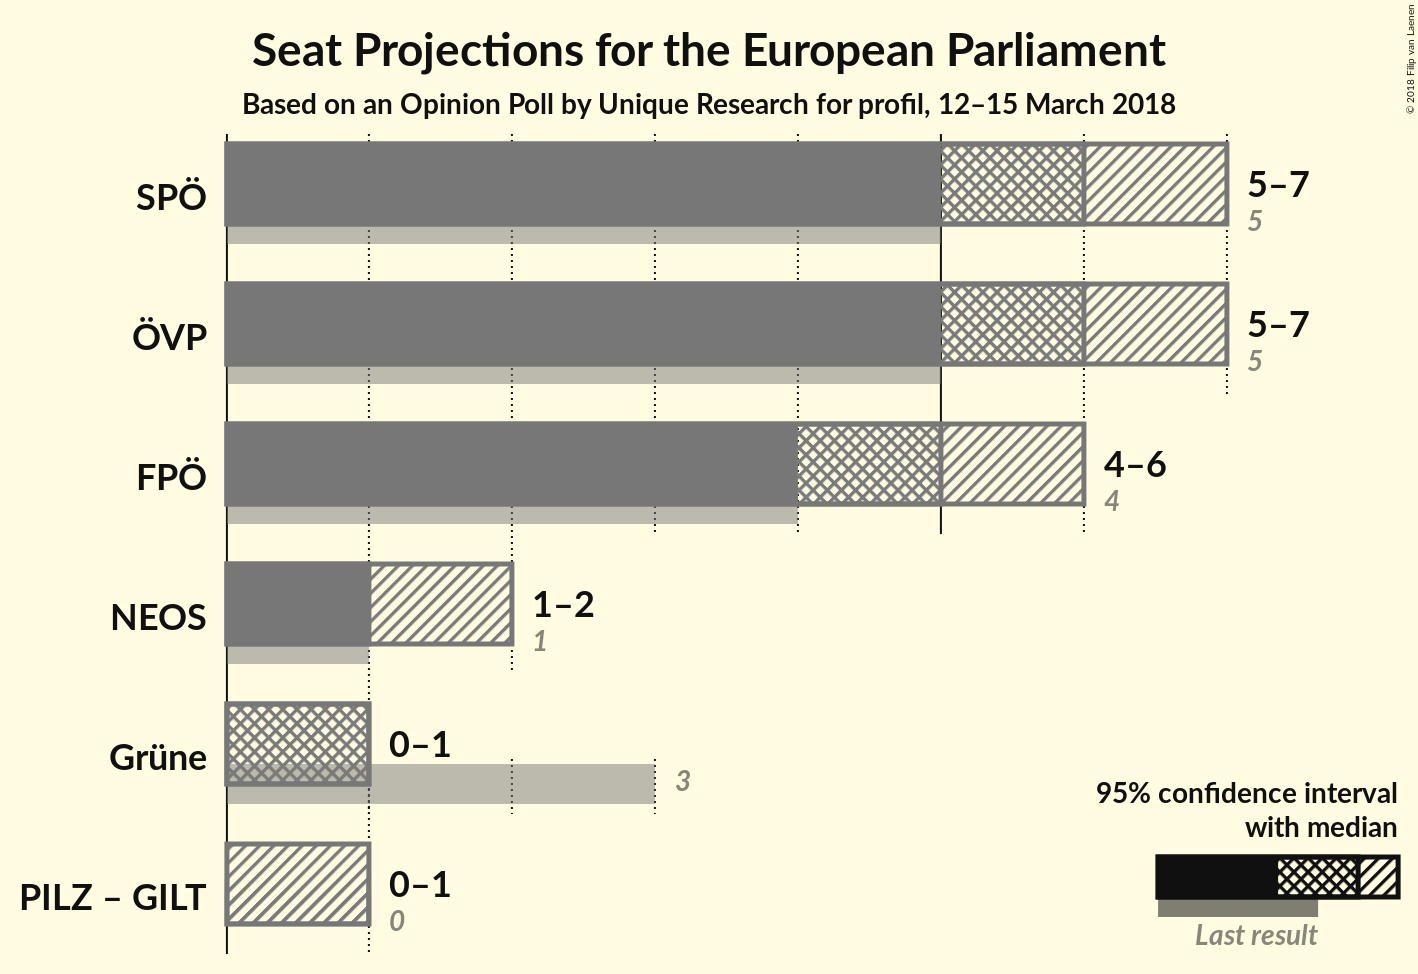 Seat Projections for the European Parliament
Based on an Opinion Poll by Unique Research for profil, 12–15 March 2018
© 2018 Filip van Laenen
SPÖ
5–7
5
ÖVP
5–7
5
FPÖ
4–6
4
NEOS
1–2
1
Grüne
0–1
3
PILZ – GILT
0–1
0
95% confidence interval
with median
Last result